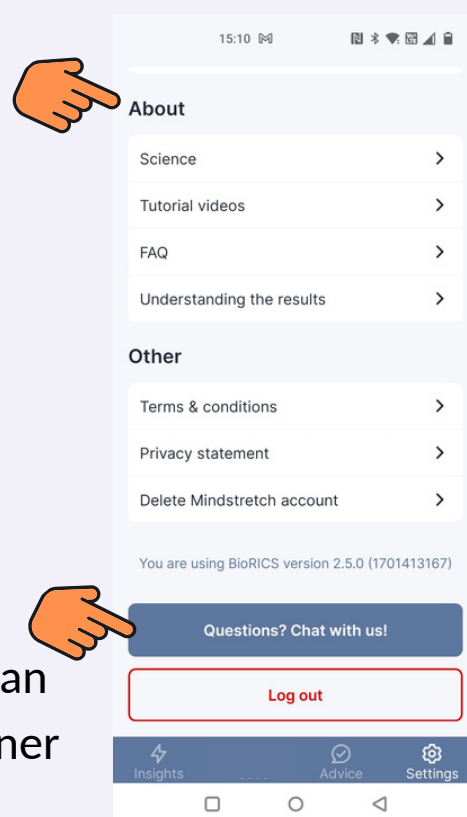 15:10
About
Science
Tutorial videos
FAQ
Understanding the results
Other
Terms & conditions
Privacy statement
Delete Mindstretch account
You are using BioRICS version 2.5.0 (1701413167)
Questions? Chat with us!
an
Log out
ner
Insights Advice Settings